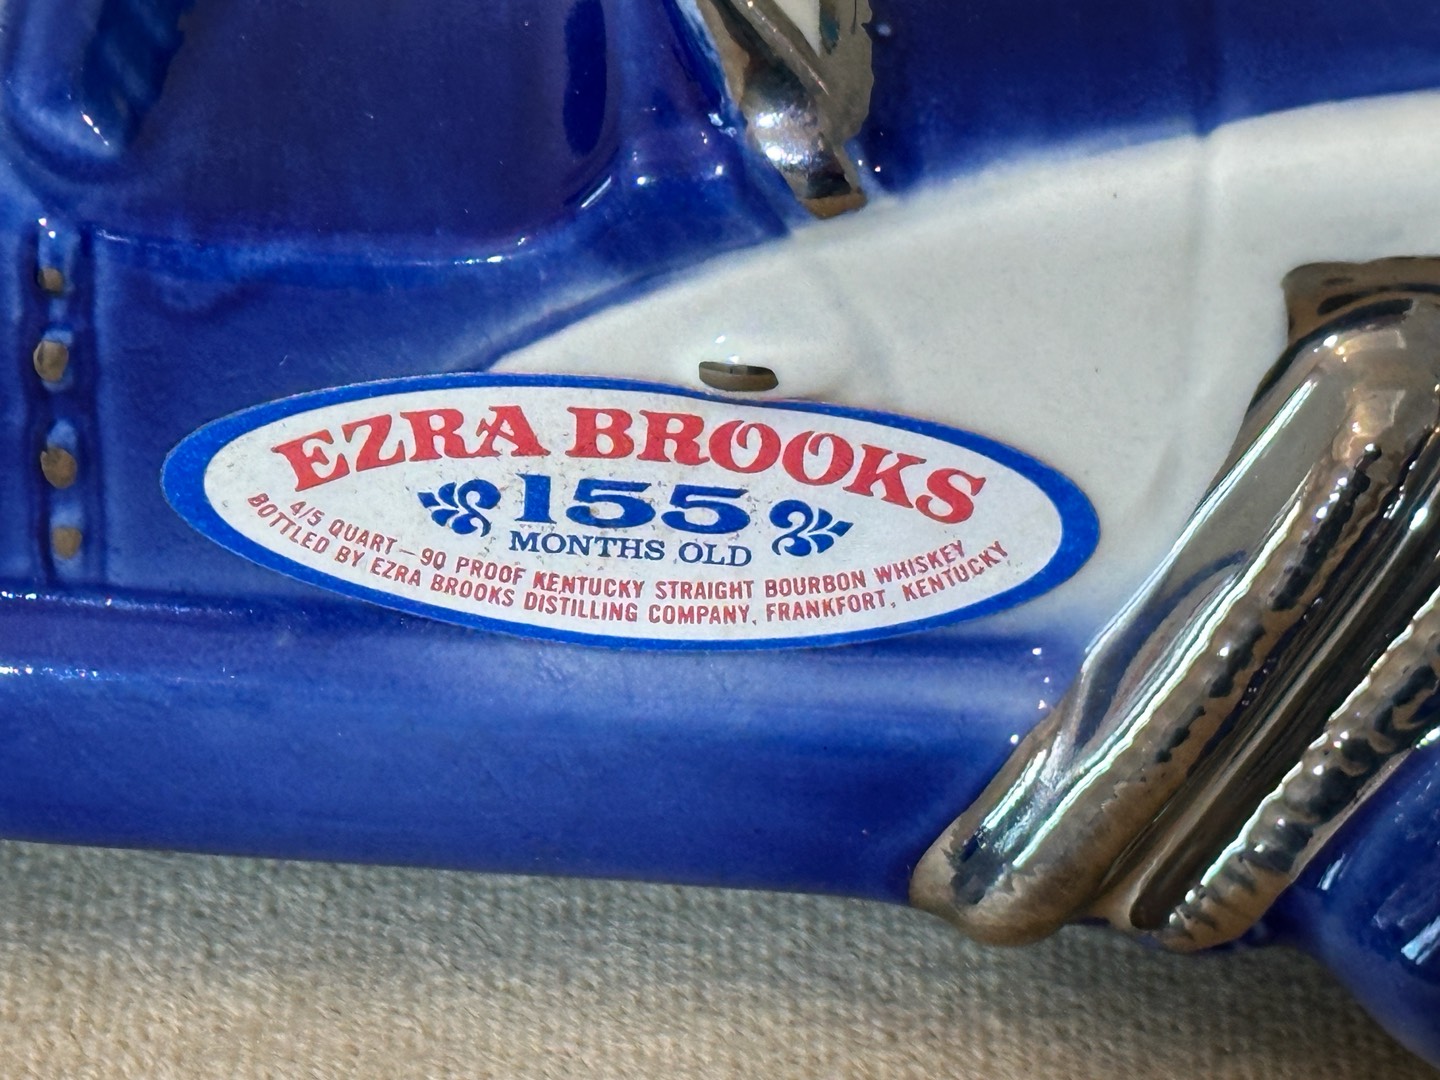 EZRA BROOKS
155
MONTHS OLD
4/5 QUART — 90 PROOF KENTUCKY STRAIGHT BOURBON WHISKEY
BOTTLED BY EZRA BROOKS DISTILLING COMPANY, FRANKFORT, KENTUCKY